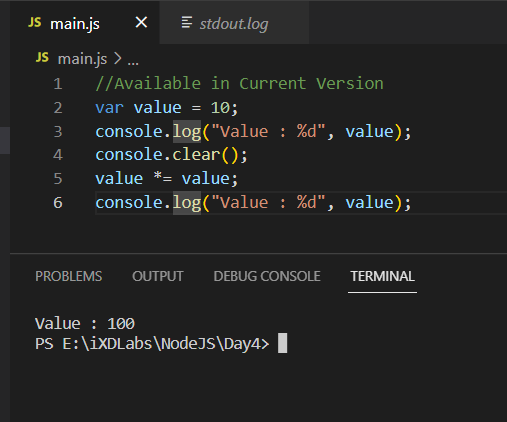 JS main.js × stdout.log
JS main.js > ...
1 //Available in Current Version
2 var value = 10;
3 console.log("Value : %d", value);
4 console.clear();
5 value *= value;
6 console.log("Value : %d", value);
PROBLEMS OUTPUT DEBUG CONSOLE TERMINAL
Value : 100
PS E:\iXDLabs\NodeJS\Day4>